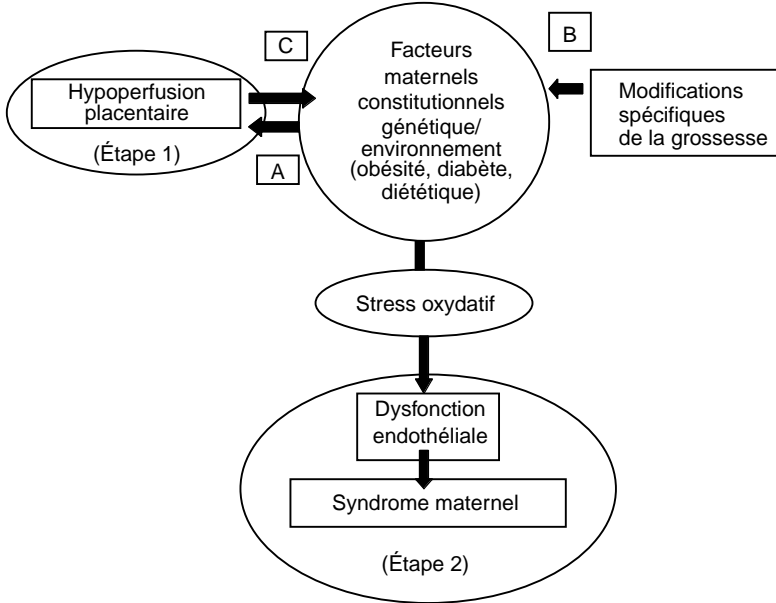 C
B
Facteurs
maternels
constitutionnels
génétique/
environnement
(obésité, diabète,
diététique)
Hypoperfusion
placentaire
(Étape 1)
A
Modifications
spécifiques
de la grossesse
Stress oxydatif
Dysfonction
endothéliale
Syndrome maternel
(Étape 2)